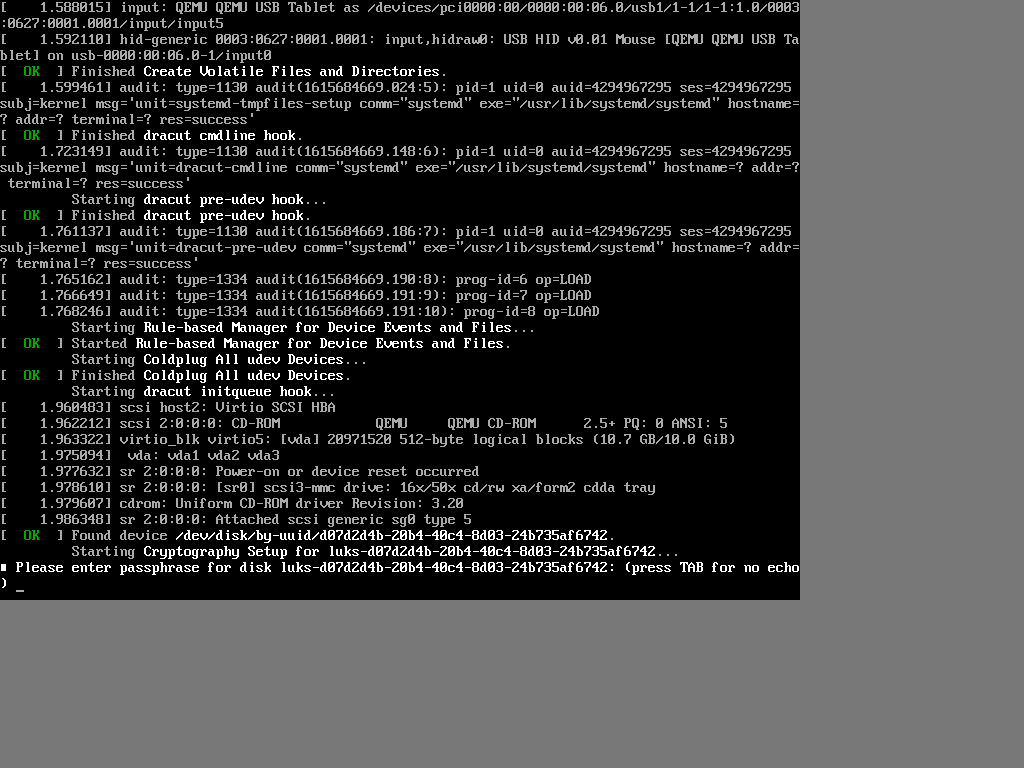 [    1.588015] input: QEMU QEMU USB Tablet as /devices/pci0000:00/0000:00:06.0/usb1/1-1/1-1:1.0/0003
:0627:0001.0001/input/input5
[    1.592110] hid-generic 0003:0627:0001.0001: input,hidraw0: USB HID v0.01 Mouse [QEMU QEMU USB Ta
blet] on usb-0000:00:06.0-1/input0
[  OK  ] Finished Create Volatile Files and Directories.
[    1.599461] audit: type=1130 audit(1615684669.024:5): pid=1 uid=0 auid=4294967295 ses=4294967295
subj=kernel msg='unit=systemd-tmpfiles-setup comm="systemd" exe="/usr/lib/systemd/systemd" hostname=
? addr=? terminal=? res=success'
[  OK  ] Finished dracut cmdline hook.
[    1.723149] audit: type=1130 audit(1615684669.148:6): pid=1 uid=0 auid=4294967295 ses=4294967295
subj=kernel msg='unit=dracut-cmdline comm="systemd" exe="/usr/lib/systemd/systemd" hostname=? addr=?
 terminal=? res=success'
         Starting dracut pre-udev hook...
[  OK  ] Finished dracut pre-udev hook.
[    1.761137] audit: type=1130 audit(1615684669.186:7): pid=1 uid=0 auid=4294967295 ses=4294967295
subj=kernel msg='unit=dracut-pre-udev comm="systemd" exe="/usr/lib/systemd/systemd" hostname=? addr=
? terminal=? res=success'
[    1.765162] audit: type=1334 audit(1615684669.190:8): prog-id=6 op=LOAD
[    1.766649] audit: type=1334 audit(1615684669.191:9): prog-id=7 op=LOAD
[    1.768246] audit: type=1334 audit(1615684669.191:10): prog-id=8 op=LOAD
         Starting Rule-based Manager for Device Events and Files...
[  OK  ] Started Rule-based Manager for Device Events and Files.
         Starting Coldplug All udev Devices...
[  OK  ] Finished Coldplug All udev Devices.
         Starting dracut initqueue hook...
[    1.960483] scsi host2: Virtio SCSI HBA
[    1.962212] scsi 2:0:0:0: CD-ROM            QEMU     QEMU CD-ROM      2.5+ PQ: 0 ANSI: 5
[    1.963322] virtio_blk virtio5: [vda] 20971520 512-byte logical blocks (10.7 GB/10.0 GiB)
[    1.975094]  vda: vda1 vda2 vda3
[    1.977632] sr 2:0:0:0: Power-on or device reset occurred
[    1.978610] sr 2:0:0:0: [sr0] scsi3-mmc drive: 16x/50x cd/rw xa/form2 cdda tray
[    1.979607] cdrom: Uniform CD-ROM driver Revision: 3.20
[    1.986348] sr 2:0:0:0: Attached scsi generic sg0 type 5
[  OK  ] Found device /dev/disk/by-uuid/d07d2d4b-20b4-40c4-8d03-24b735af6742.
         Starting Cryptography Setup for luks-d07d2d4b-20b4-40c4-8d03-24b735af6742...
Please enter passphrase for disk luks-d07d2d4b-20b4-40c4-8d03-24b735af6742: (press TAB for no echo
) _